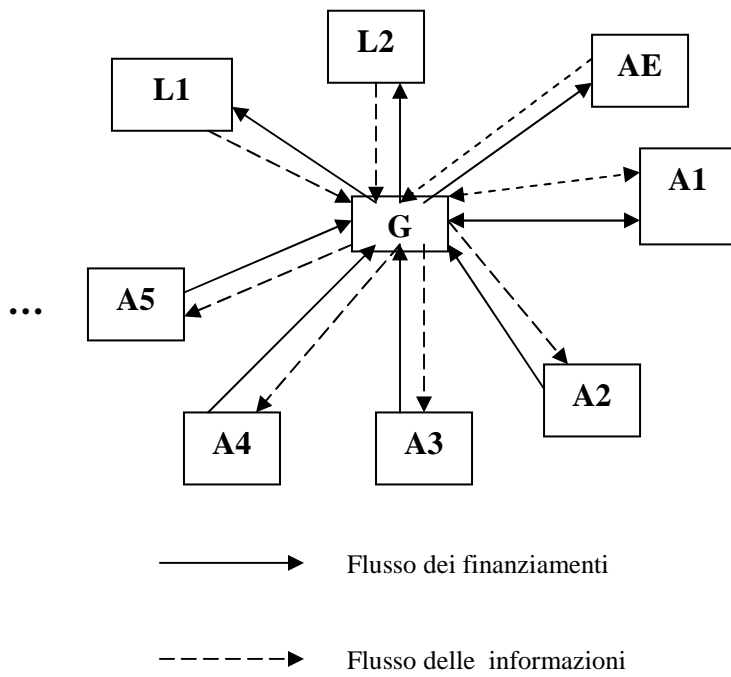 L2
AE
L1
A1
G
A5
...
A2
A4
A3
Flusso dei finanziamenti
Flusso delle informazioni